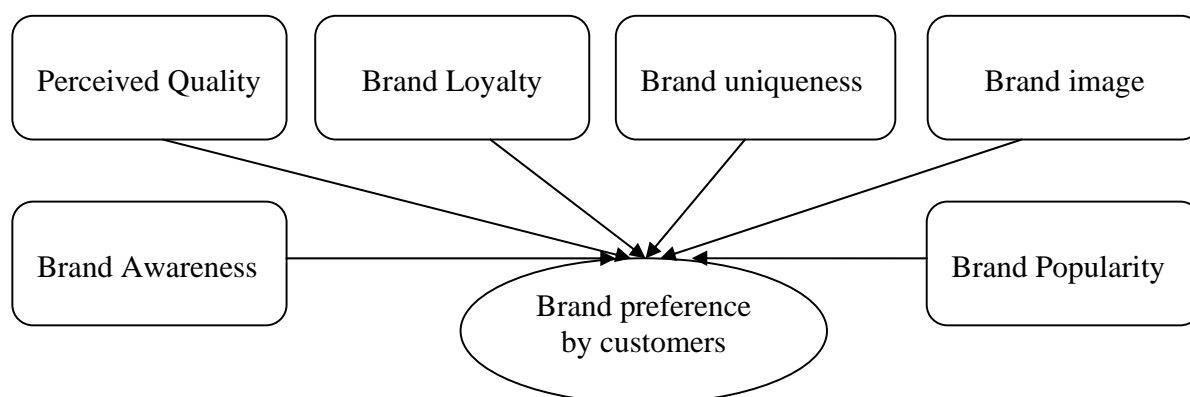 Perceived Quality
Brand Loyalty
Brand uniqueness
Brand image
Brand Awareness
Brand Popularity
Brand preference
by customers